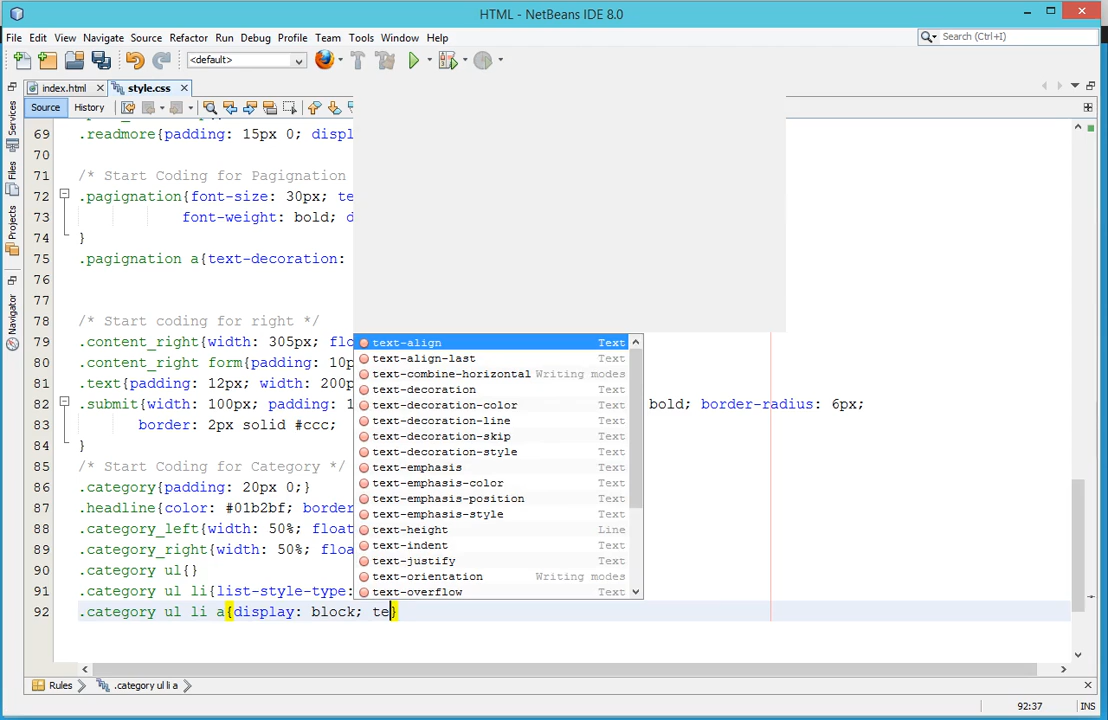 HTML - NetBeans IDE 8.0
File Edit View Navigate Source Refactor Run Debug Profile Team Tools Window Help
Search (Ctrl+I)
<default>
index.html style.css
Source History
Services
Files
Projects
Navigator
69 .readmore{padding: 15px 0; displ
70
71 /* Start Coding for Pagignation
72 .pagignation{font-size: 30px; te
73 font-weight: bold; d
74 }
75 .pagignation a{text-decoration:
76
77
78 /* Start coding for right */
79 .content_right{width: 305px; flo
80 .content_right form{padding: 10p
81 .text{padding: 12px; width: 200p
82 .submit{width: 100px; padding: 1 bold; border-radius: 6px;
83 border: 2px solid #ccc;
84 }
85 /* Start Coding for Category */
86 .category{padding: 20px 0;}
87 .headline{color: #01b2bf; border
88 .category_left{width: 50%; float
89 .category_right{width: 50%; floa
90 .category ul{}
91 .category ul li{list-style-type:
92 .category ul li a{display: block; te}
text-align Text
text-align-last Text
text-combine-horizontal Writing modes
text-decoration Text
text-decoration-color Text
text-decoration-line Text
text-decoration-skip Text
text-decoration-style Text
text-emphasis Text
text-emphasis-color Text
text-emphasis-position Text
text-emphasis-style Text
text-height Line
text-indent Text
text-justify Text
text-orientation Writing modes
text-overflow Text
Rules .category ul li a
92:37 INS